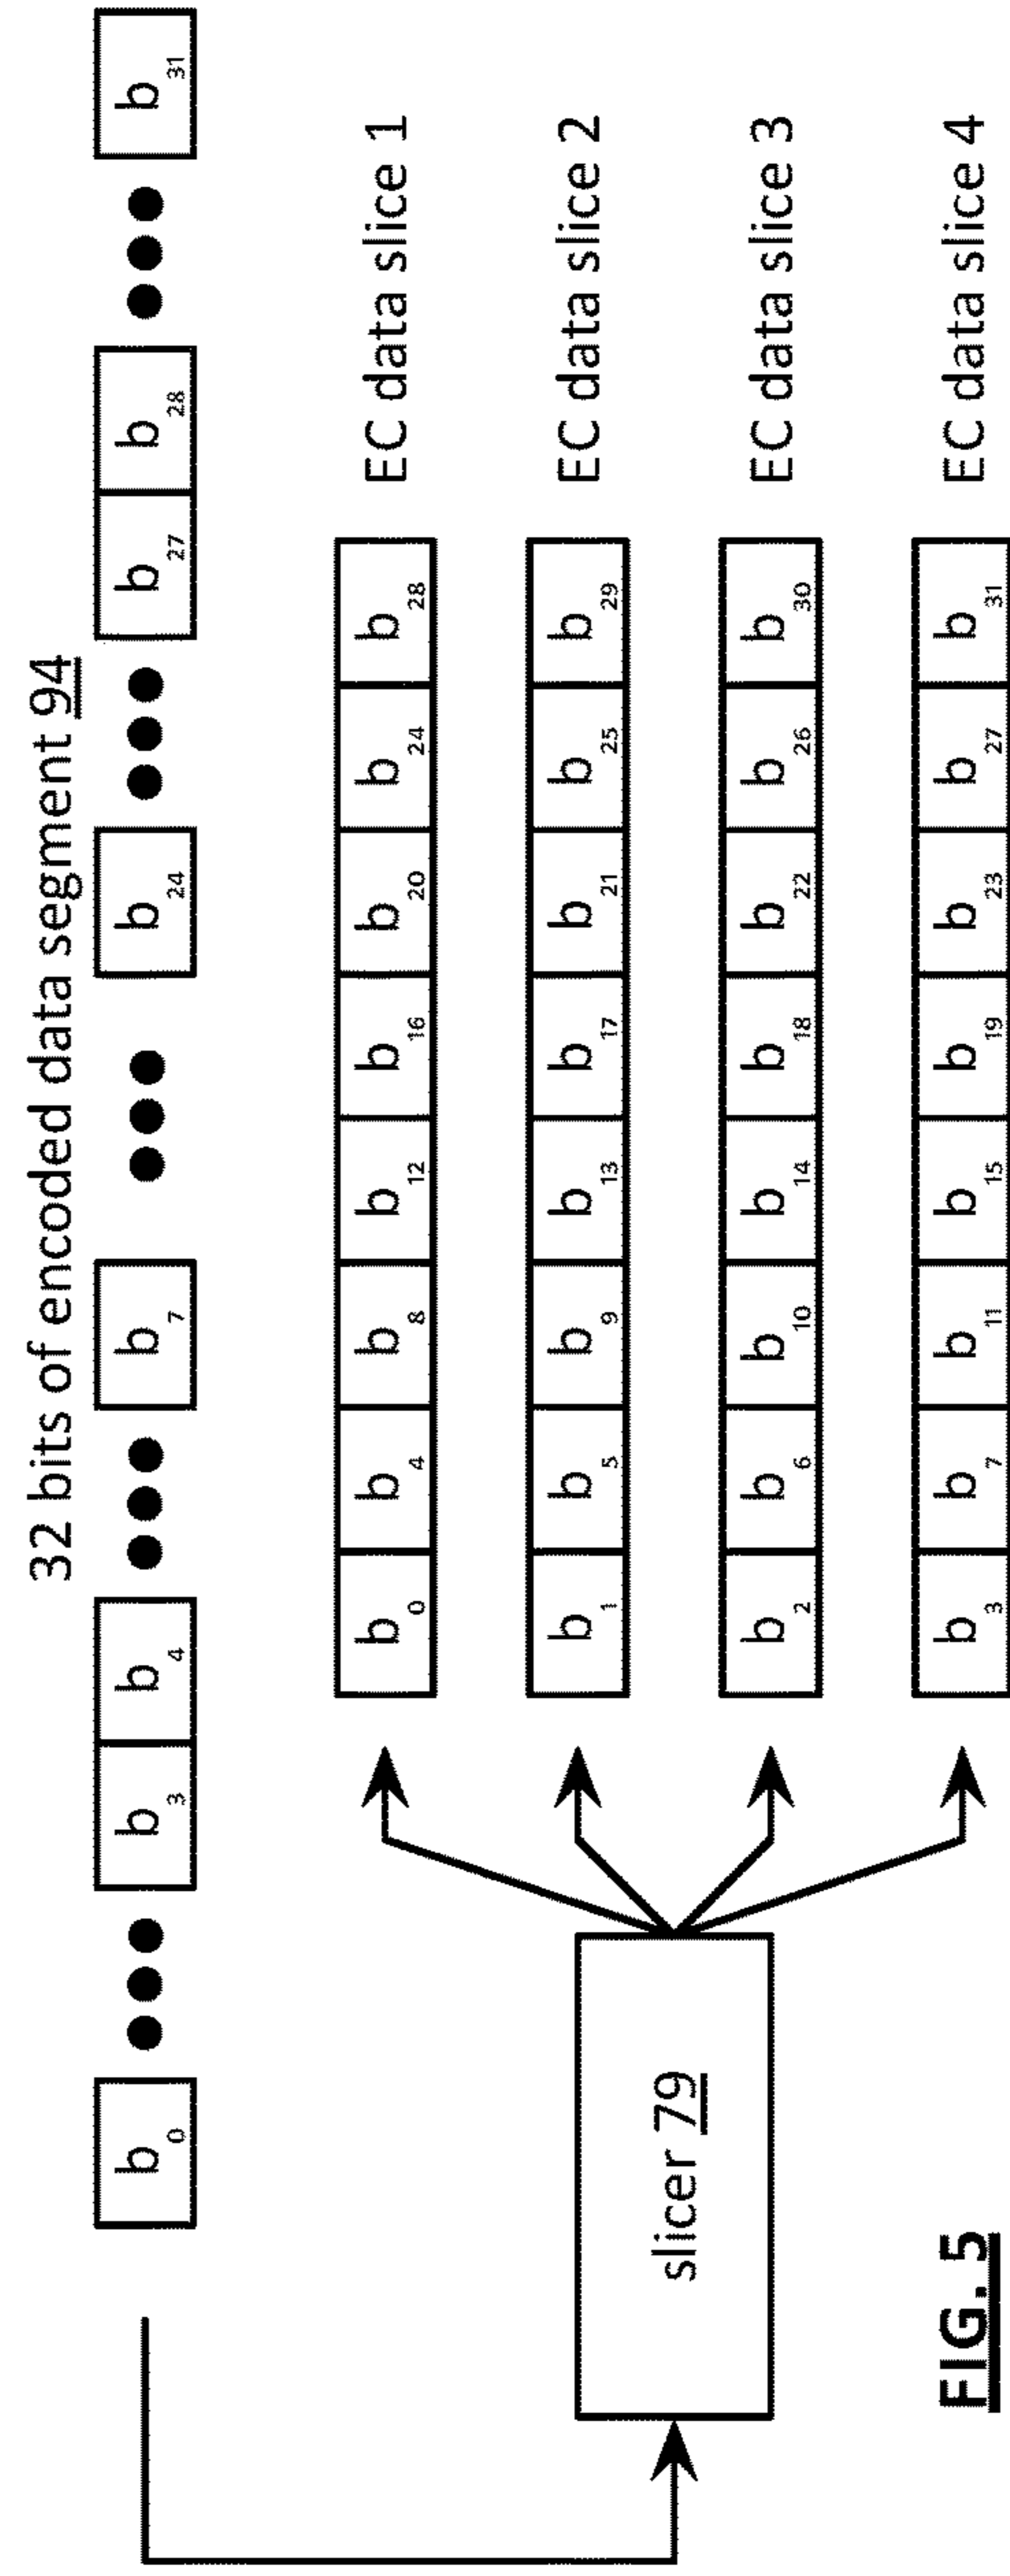 32 bits of encoded data segment 94
b0 b3 b4 b7 b24 b27 b28 b31
b0 b4 b8 b12 b16 b20 b24 b28 EC data slice 1
b1 b5 b9 b13 b17 b21 b25 b29 EC data slice 2
slicer 79
b2 b6 b10 b14 b18 b22 b26 b30 EC data slice 3
b3 b7 b11 b15 b19 b23 b27 b31 EC data slice 4
FIG. 5